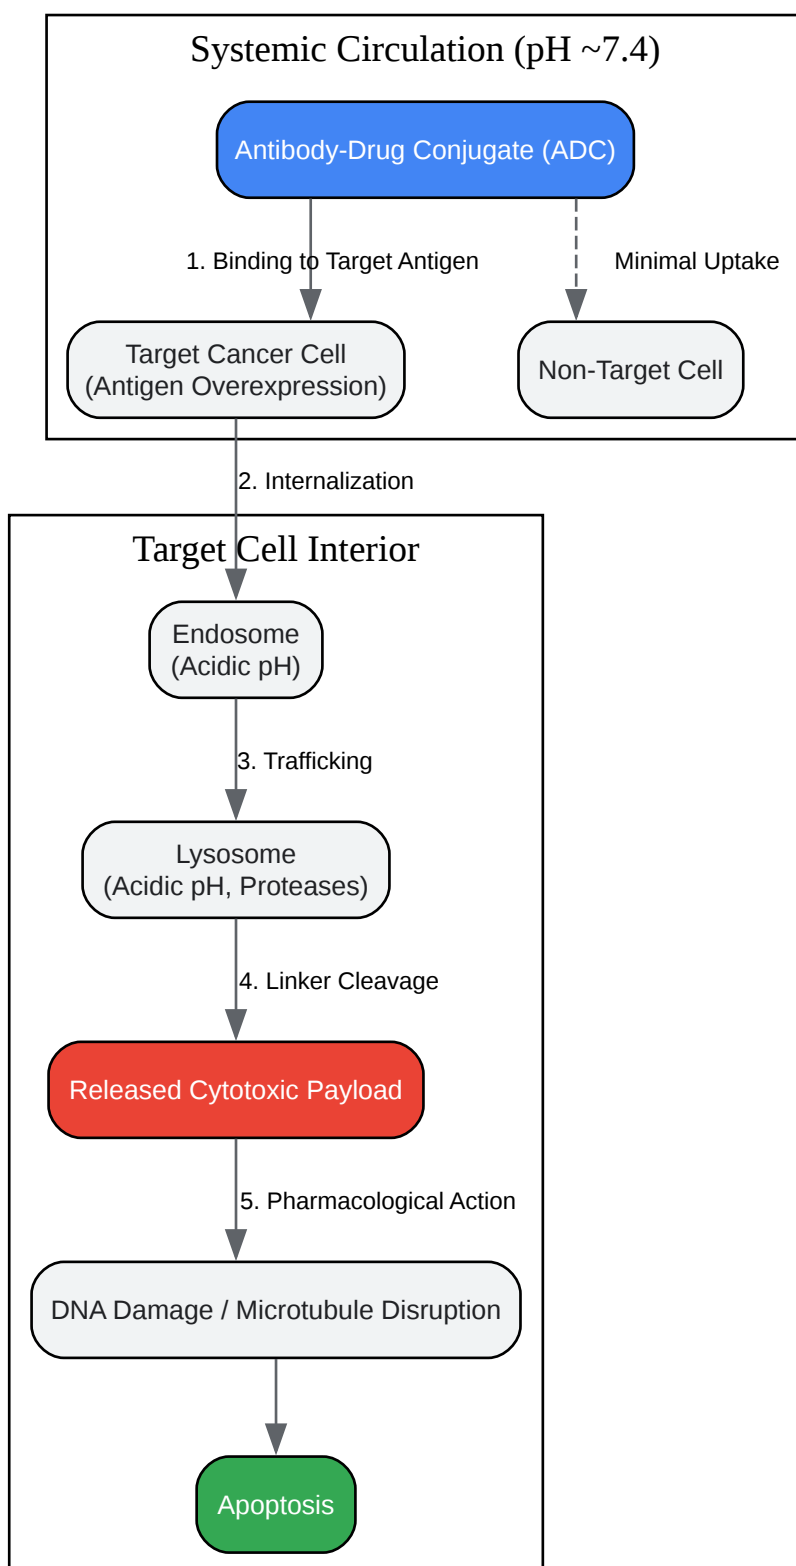 Systemic Circulation (pH ~7.4)
Antibody-Drug Conjugate (ADC)
1. Binding to Target Antigen
Minimal Uptake
Target Cancer Cell
(Antigen Overexpression)
Non-Target Cell
2. Internalization
Target Cell Interior
Endosome
(Acidic pH)
3. Trafficking
Lysosome
(Acidic pH, Proteases)
4. Linker Cleavage
Released Cytotoxic Payload
5. Pharmacological Action
DNA Damage / Microtubule Disruption
Apoptosis